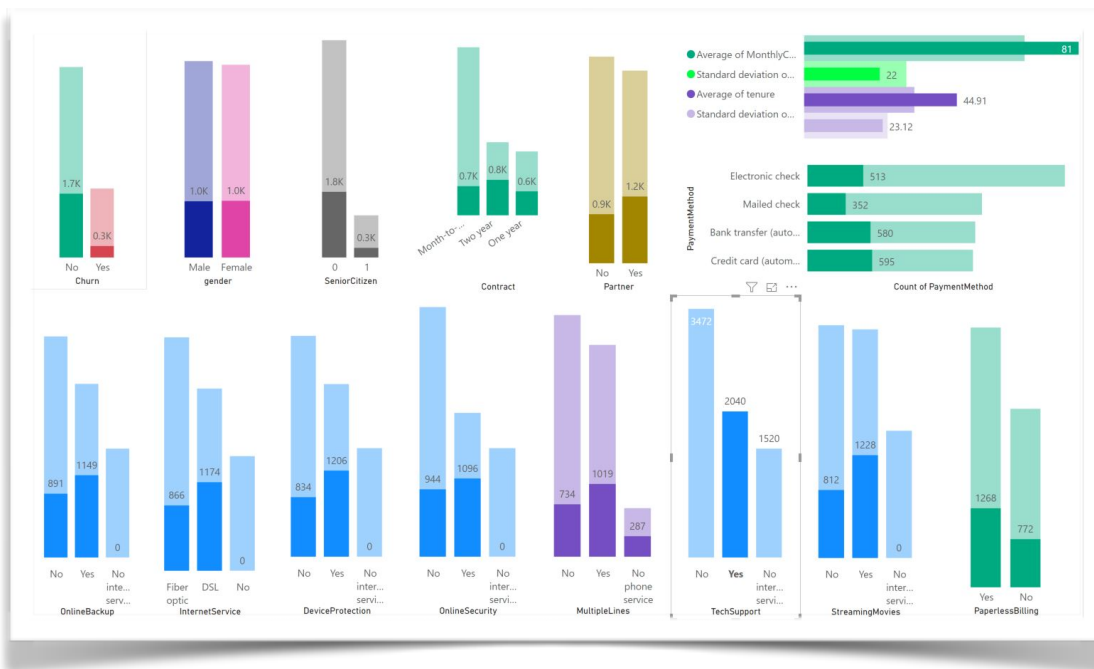 1.7K
0.3K
No Yes
Churn
1.0K 1.0K
Male Female
gender
1.8K
0.3K
0 1
SeniorCitizen
0.7K 0.8K 0.6K
Month-to-...
Two year
One year
Contract
0.9K 1.2K
No Yes
Partner
Average of MonthlyC...
Standard deviation o...
Average of tenure
Standard deviation o...
81
22
44.91
23.12
PaymentMethod
Electronic check 513
Mailed check 352
Bank transfer (auto... 580
Credit card (autom... 595
Count of PaymentMethod
891 1149 0
No Yes No
inte...
servi...
OnlineBackup
866 1174 0
Fiber DSL No
optic
InternetService
834 1206 0
No Yes No
inter...
servi...
DeviceProtection
944 1096 0
No Yes No
inter...
servi...
OnlineSecurity
734 1019 287
No Yes No
phone
service
MultipleLines
3472
2040
1520
No Yes No
inter...
servi...
TechSupport
812 1228 0
No Yes No
inter...
servi...
StreamingMovies
1268 772
Yes No
PaperlessBilling